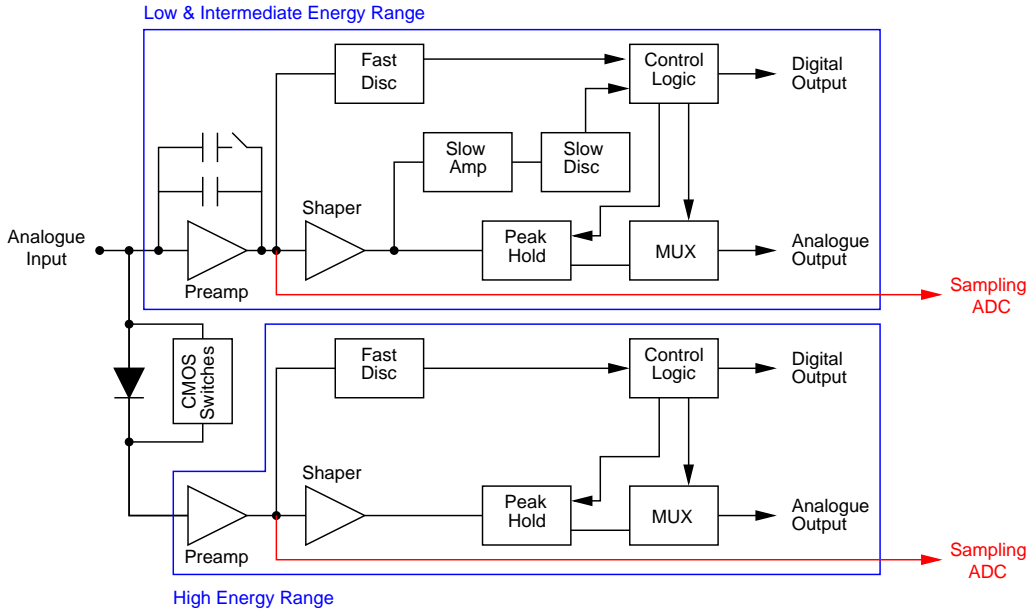 Low & Intermediate Energy Range
Fast
Disc
Control
Logic
Digital
Output
Slow
Amp
Slow
Disc
Shaper
Analogue
Input
Preamp
Peak
Hold
MUX
Analogue
Output
Sampling
ADC
CMOS
Switches
Fast
Disc
Control
Logic
Digital
Output
Shaper
Preamp
Peak
Hold
MUX
Analogue
Output
Sampling
ADC
High Energy Range